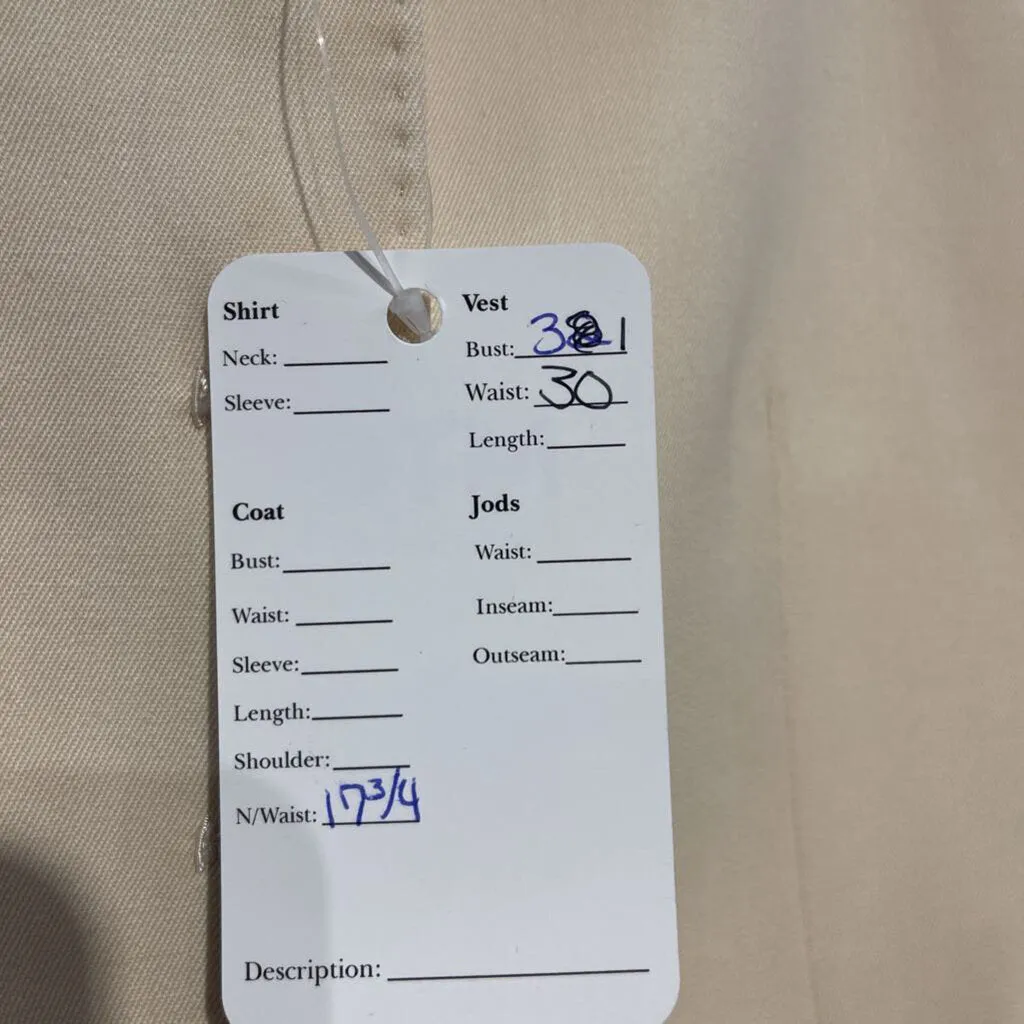 Shirt
Neck:
Sleeve:
Vest
Bust: 31
Waist: 30
Length:
Coat
Bust:
Waist:
Sleeve:
Length:
Shoulder:
N/Waist: 17 3/4
Jods
Waist:
Inseam:
Outseam:
Description: